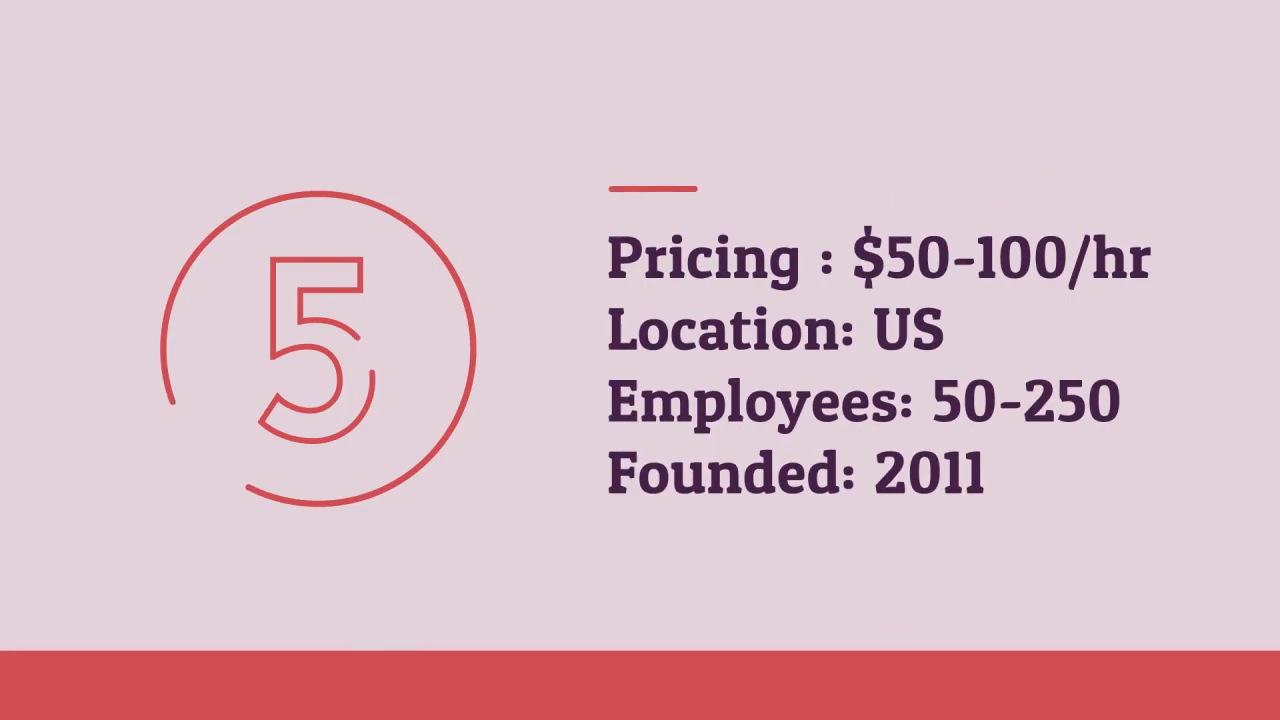 5
Pricing : $50-100/hr
Location: US
Employees: 50-250
Founded: 2011